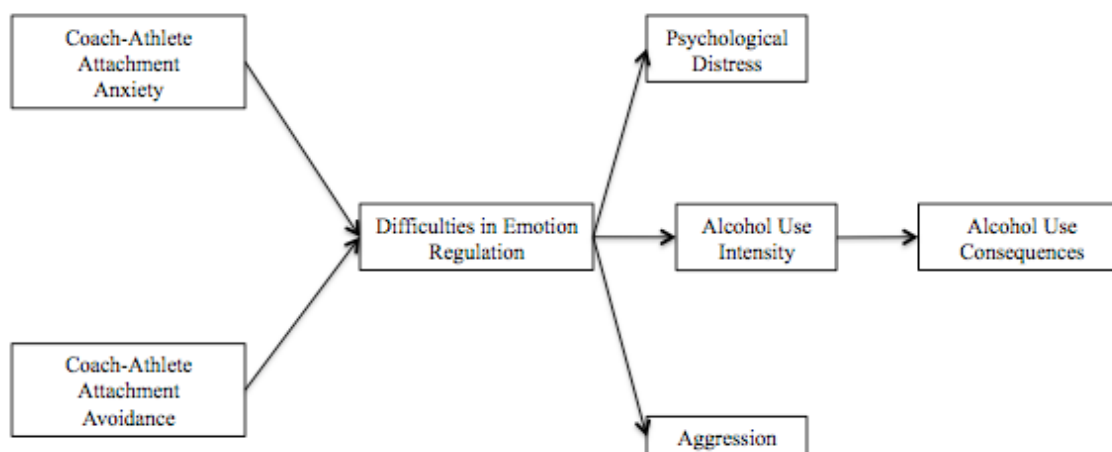 Coach-Athlete
Attachment
Anxiety
Psychological
Distress
Difficulties in Emotion
Regulation
Alcohol Use
Intensity
Alcohol Use
Consequences
Coach-Athlete
Attachment
Avoidance
Aggression